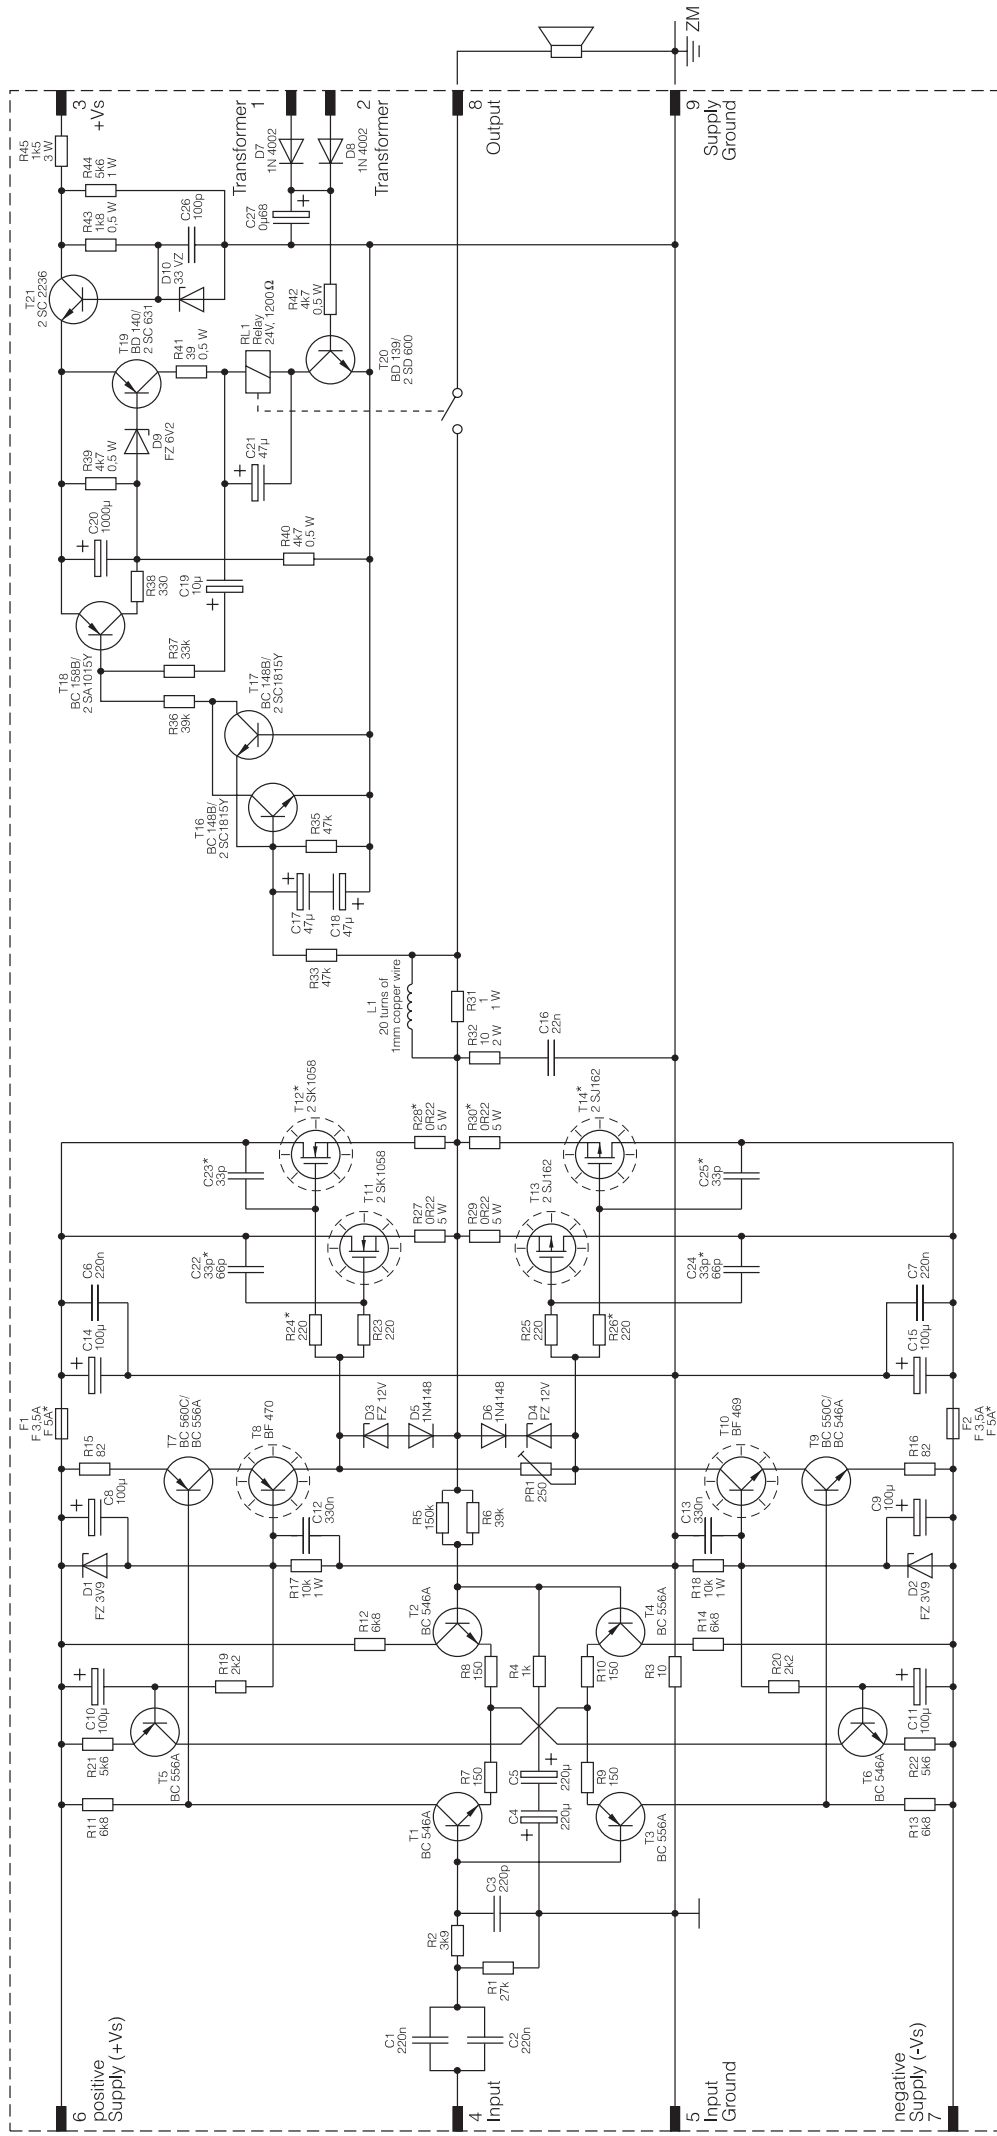 6
positive
Supply (+Vs)
4
Input
5
Input
Ground
negative
Supply (-Vs)
7
C1
220n
C2
220n
R1
27k
R2
3k9
C3
220p
R11
6k8
R21
5k6
C10
100µ
+
T5
BC 556A
R19
2k2
T1
BC 546A
R7
150
R8
150
C4
220µ
+
C5
220µ
+
R4
1k
R9
150
R10
150
T3
BC 556A
R3
10
R13
6k8
R22
5k6
T6
BC 546A
C11
100µ
+
R20
2k2
R14
6k8
T4
BC 556A
T2
BC 546A
R12
6k8
D1
FZ 3V9
C8
100µ
+
R15
82
F1
F 3,5A
F 5A*
T7
BC 560C/
BC 556A
T8
BF 470
R17
10k
1 W
C12
330n
R5
150k
R6
39k
PR1
250
D3
FZ 12V
D5
1N4148
D6
1N4148
D4
FZ 12V
R18
10k
1 W
C13
330n
T10
BF 469
T9
BC 550C/
BC 546A
R16
82
C9
100µ
+
D2
FZ 3V9
F2
F 3,5A
F 5A*
C14
100µ
+
C6
220n
R24*
220
R23
220
R25
220
R26*
220
C15
100µ
+
C7
220n
C22
33p*
66p
C23*
33p
T11
2 SK1058
T12*
2 SK1058
R27
0R22
5 W
R28*
0R22
5 W
R29
0R22
5 W
R30*
0R22
5 W
T13
2 SJ162
T14*
2 SJ162
C24
33p*
66p
C25*
33p
L1
20 turns of
1mm copper wire
R31
1
1 W
R32
10
2 W
C16
22n
R33
47k
C17
47µ
+
C18
47µ
+
R35
47k
T16
BC 148B/
2 SC1815Y
T17
BC 148B/
2 SC1815Y
R36
39k
R37
33k
T18
BC 158B/
2 SA1015Y
R38
330
C19
10µ
+
C20
1000µ
+
R39
4k7
0,5 W
R40
4k7
0,5 W
D9
FZ 6V2
C21
47µ
+
T19
BD 140/
2 SC 631
R41
39
0,5 W
RL1
Relay
24V, 1200Ω
T20
BD 139/
2 SD 600
R42
4k7
0,5 W
T21
2 SC 2236
D10
33 VZ
C26
100p
R43
1k8
0,5 W
R44
5k6
1 W
R45
1k5
3 W
C27
0µ68
+
D7
1N 4002
D8
1N 4002
3
+Vs
Transformer
1
2
Transformer
8
Output
9
Supply
Ground
ZM